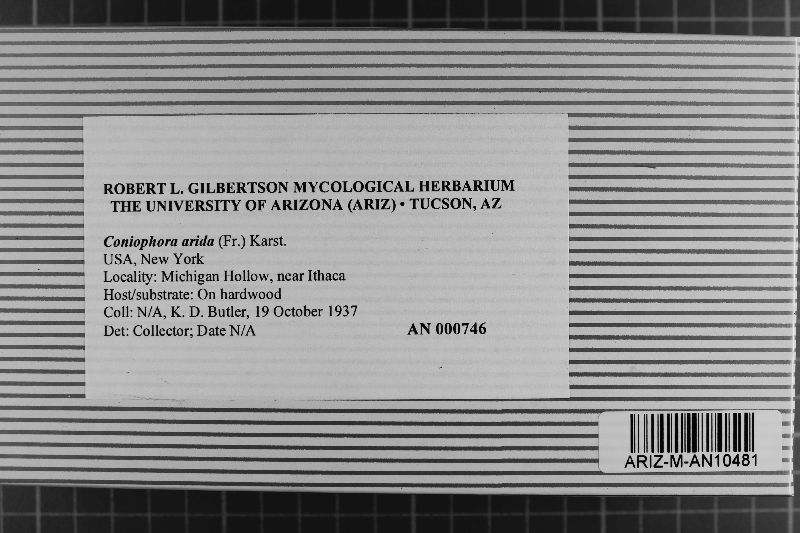 ROBERT L. GILBERTSON MYCOLOGICAL HERBARIUM
THE UNIVERSITY OF ARIZONA (ARIZ) • TUCSON, AZ
Coniophora arida (Fr.) Karst.
USA, New York
Locality: Michigan Hollow, near Ithaca
Host/substrate: On hardwood
Coll: N/A, K. D. Butler, 19 October 1937
Det: Collector; Date N/A AN 000746
ARIZ-M-AN10481